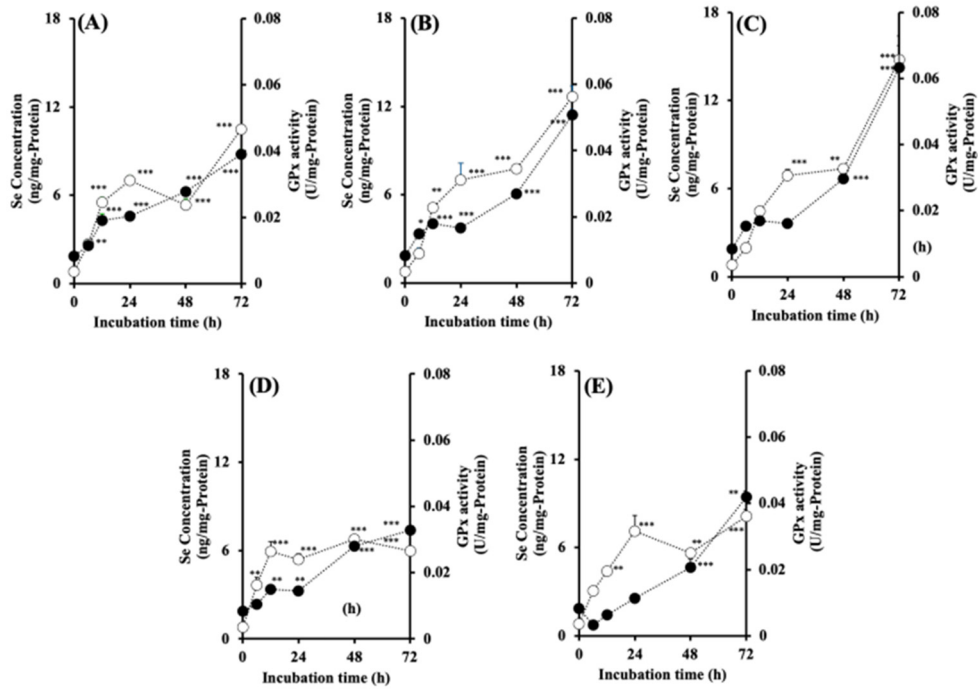 (A)
18
12
6
0
Se Concentration
(ng/mg-Protein)
0.08
0.06
0.04
0.02
0
GPx activity
(U/mg-Protein)
***
***
***
**
***
***
***
***
***
***
0 24 48 72
Incubation time (h)
(B)
18
12
6
0
Se Concentration
(ng/mg-Protein)
0.08
0.06
0.04
0.02
0
GPx activity
(U/mg-Protein)
*
**
***
***
***
***
***
***
***
0 24 48 72
Incubation time (h)
(C)
18
12
6
0
Se Concentration
(ng/mg-Protein)
0.08
0.06
0.04
0.02
0
GPx activity
(U/mg-Protein)
(h)
***
**
***
***
***
0 24 48 72
Incubation time (h)
(D)
18
12
6
0
Se Concentration
(ng/mg-Protein)
0.08
0.06
0.04
0.02
0
GPx activity
(U/mg-Protein)
**
***
**
***
**
***
***
***
***
(h)
0 24 48 72
Incubation time (h)
(E)
18
12
6
0
Se Concentration
(ng/mg-Protein)
0.08
0.06
0.04
0.02
0
GPx activity
(U/mg-Protein)
**
***
**
***
**
***
0 24 48 72
Incubation time (h)